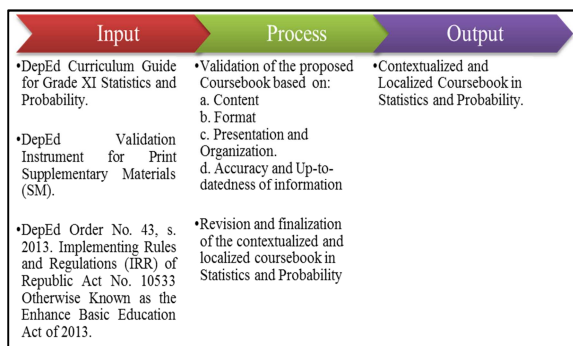 Input
Process
Output
•DepEd Curriculum Guide
for Grade XI Statistics and
Probability.
•DepEd Validation
Instrument for Print
Supplementary Materials
(SM).
•DepEd Order No. 43, s.
2013. Implementing Rules
and Regulations (IRR) of
Republic Act No. 10533
Otherwise Known as the
Enhance Basic Education
Act of 2013.
•Validation of the proposed
Coursebook based on:
a. Content
b. Format
c. Presentation and
Organization.
d. Accuracy and Up-to-
datedness of information
•Revision and finalization
of the contextualized and
localized coursebook in
Statistics and Probability
•Contextualized and
Localized Coursebook in
Statistics and Probability.